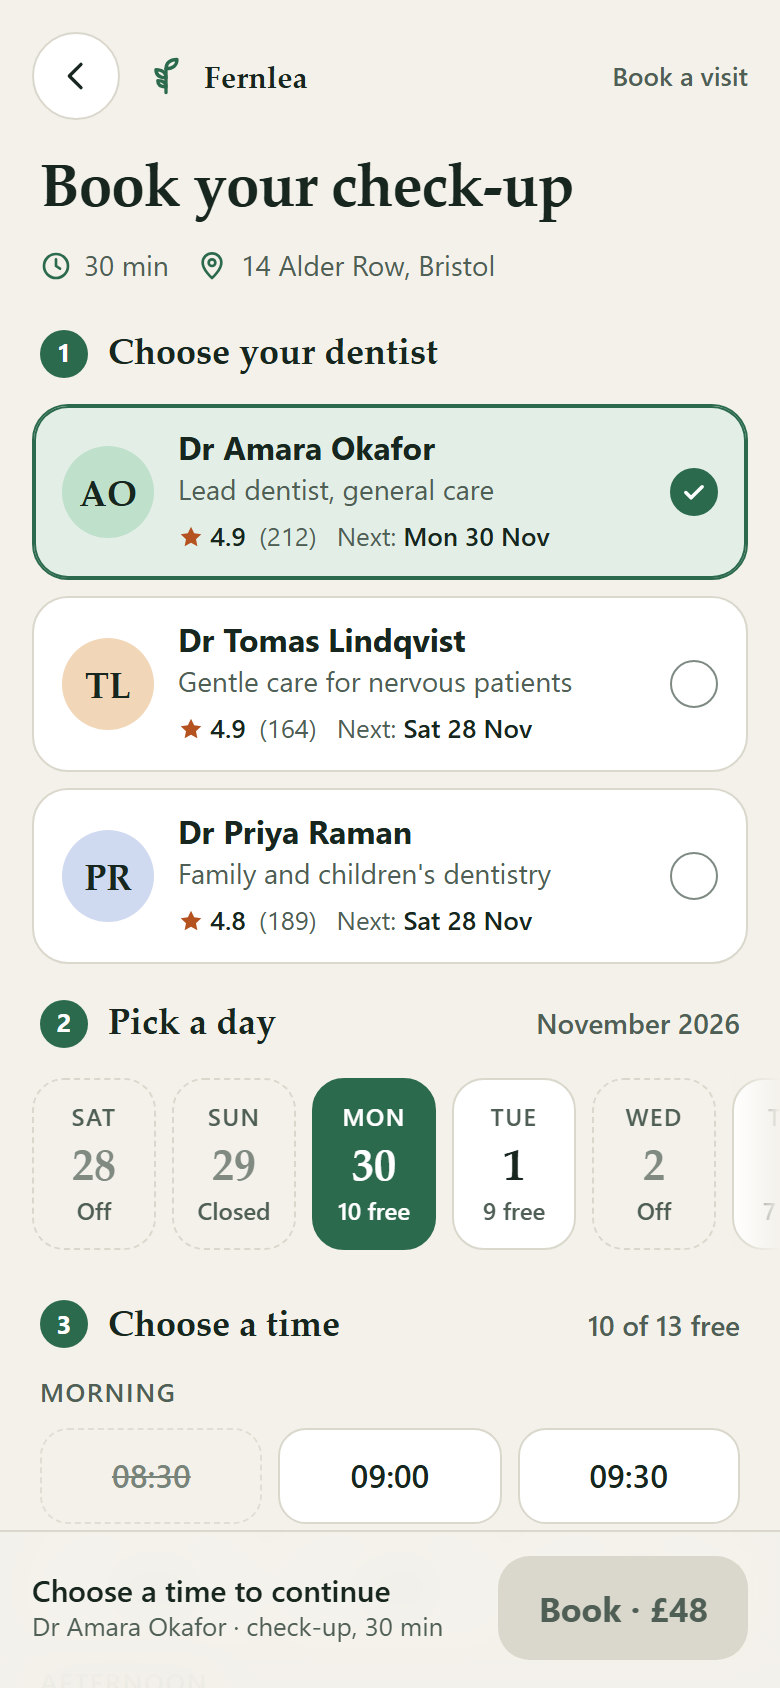 Fernlea
Book a visit
Book your check-up
30 min
14 Alder Row, Bristol
1 Choose your dentist
AO
Dr Amara Okafor
Lead dentist, general care
4.9 (212) Next: Mon 30 Nov
TL
Dr Tomas Lindqvist
Gentle care for nervous patients
4.9 (164) Next: Sat 28 Nov
PR
Dr Priya Raman
Family and children's dentistry
4.8 (189) Next: Sat 28 Nov
2 Pick a day
November 2026
SAT
28
Off
SUN
29
Closed
MON
30
10 free
TUE
1
9 free
WED
2
Off
T
7
3 Choose a time
10 of 13 free
MORNING
08:30
09:00
09:30
Choose a time to continue
Dr Amara Okafor · check-up, 30 min
Book · £48
AFTERNOON